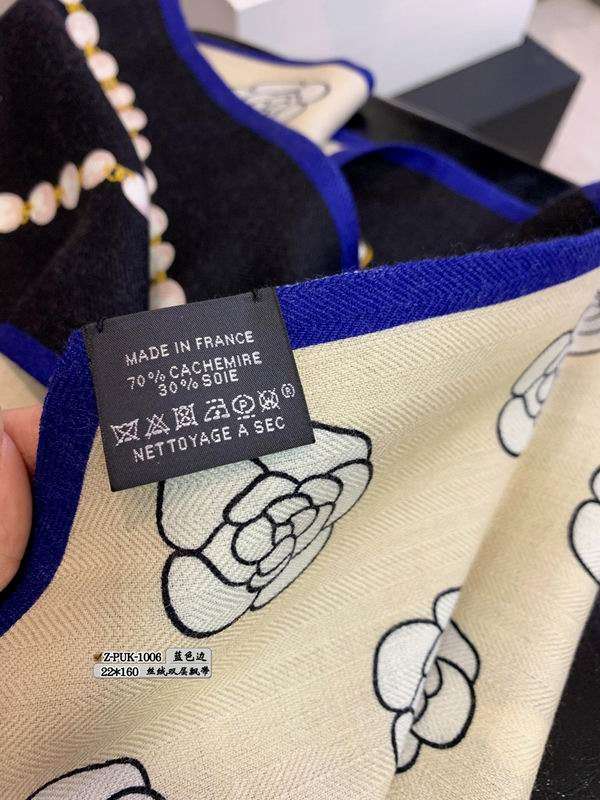 MADE IN FRANCE
70% CACHEMIRE
30% SOIE
P
NETTOYAGE A SEC
Z-PUK-1006 蓝色边
22*160 丝绒双层飘带